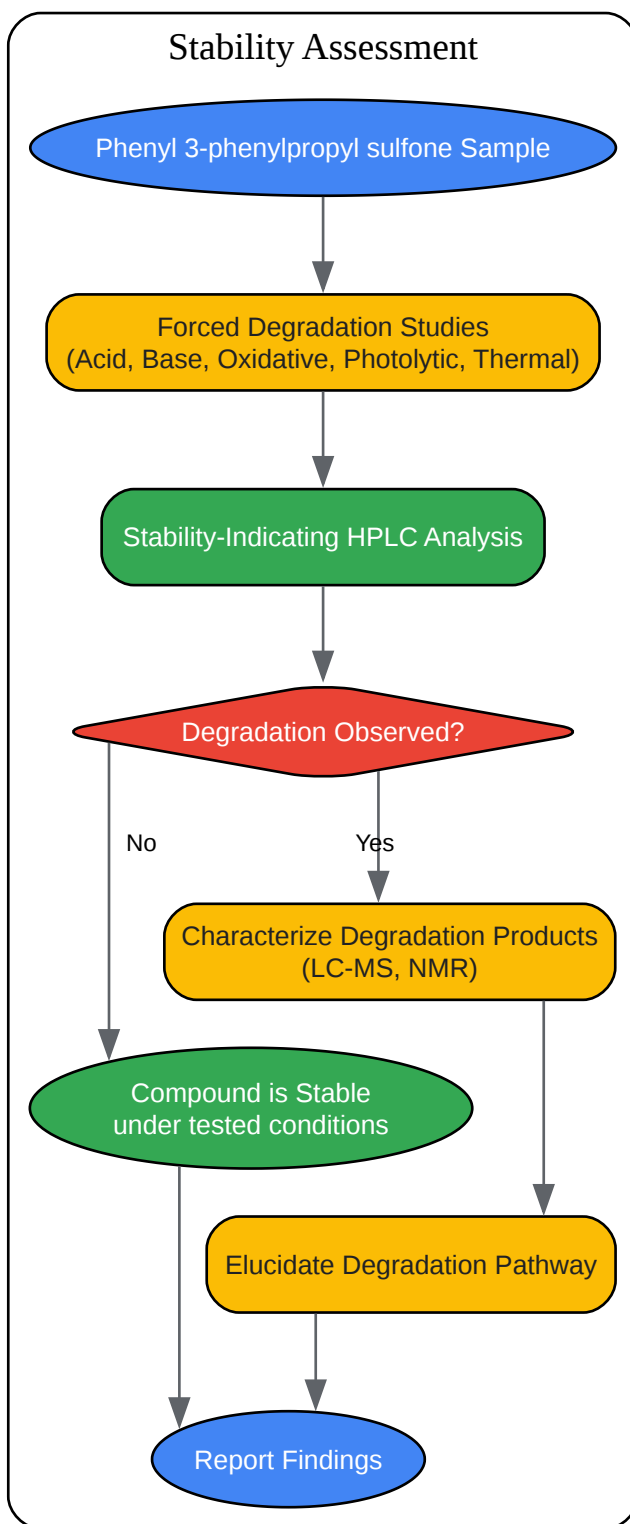 Stability Assessment
Phenyl 3-phenylpropyl sulfone Sample
Forced Degradation Studies
(Acid, Base, Oxidative, Photolytic, Thermal)
Stability-Indicating HPLC Analysis
Degradation Observed?
No
Yes
Characterize Degradation Products
(LC-MS, NMR)
Compound is Stable
under tested conditions
Elucidate Degradation Pathway
Report Findings